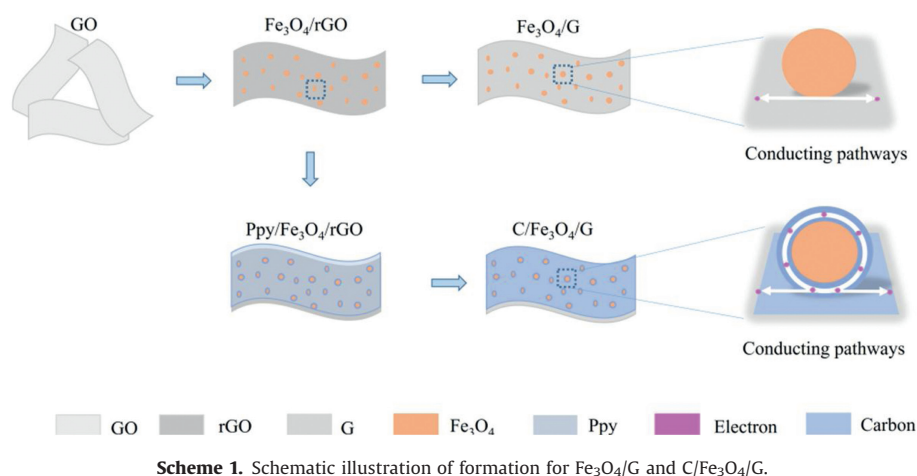 GO
Fe₃O₄/rGO
Fe₃O₄/G
Conducting pathways
Ppy/Fe₃O₄/rGO
C/Fe₃O₄/G
Conducting pathways
GO rGO G Fe₃O₄ Ppy Electron Carbon
Scheme 1. Schematic illustration of formation for Fe₃O₄/G and C/Fe₃O₄/G.